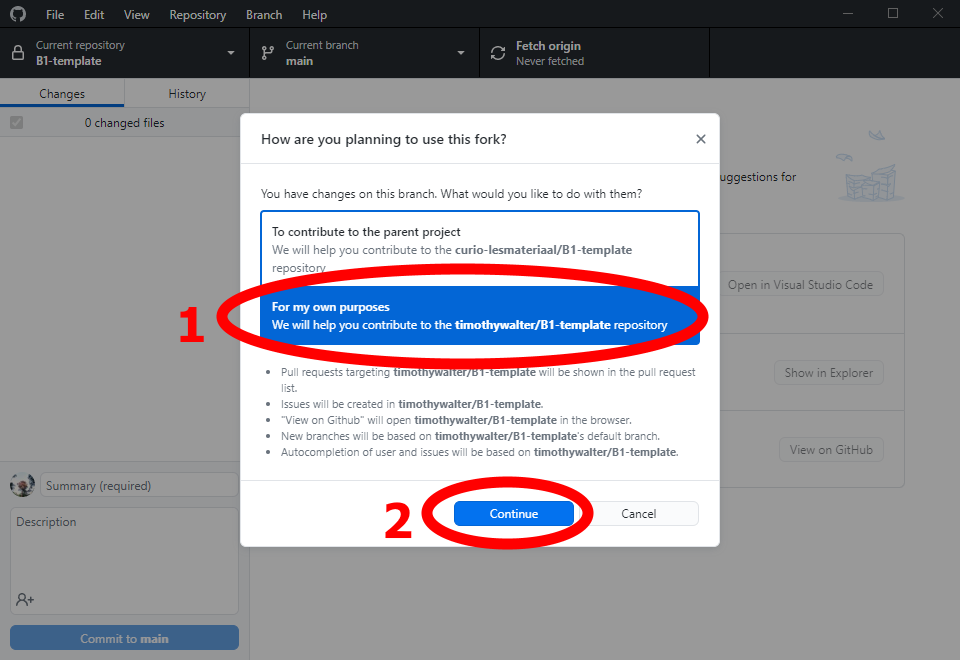 File Edit View Repository Branch Help
Current repository
B1-template
Current branch
main
Fetch origin
Never fetched
Changes History
0 changed files
How are you planning to use this fork?
You have changes on this branch. What would you like to do with them?
To contribute to the parent project
We will help you contribute to the curio-lesmateriaal/B1-template
repository
1
For my own purposes
We will help you contribute to the timothywalter/B1-template repository
Pull requests targeting timothywalter/B1-template will be shown in the pull request
list.
Issues will be created in timothywalter/B1-template.
"View on Github" will open timothywalter/B1-template in the browser.
New branches will be based on timothywalter/B1-template's default branch.
Autocompletion of user and issues will be based on timothywalter/B1-template.
2
Continue Cancel
uggestions for
Open in Visual Studio Code
Show in Explorer
View on GitHub
Summary (required)
Description
Commit to main